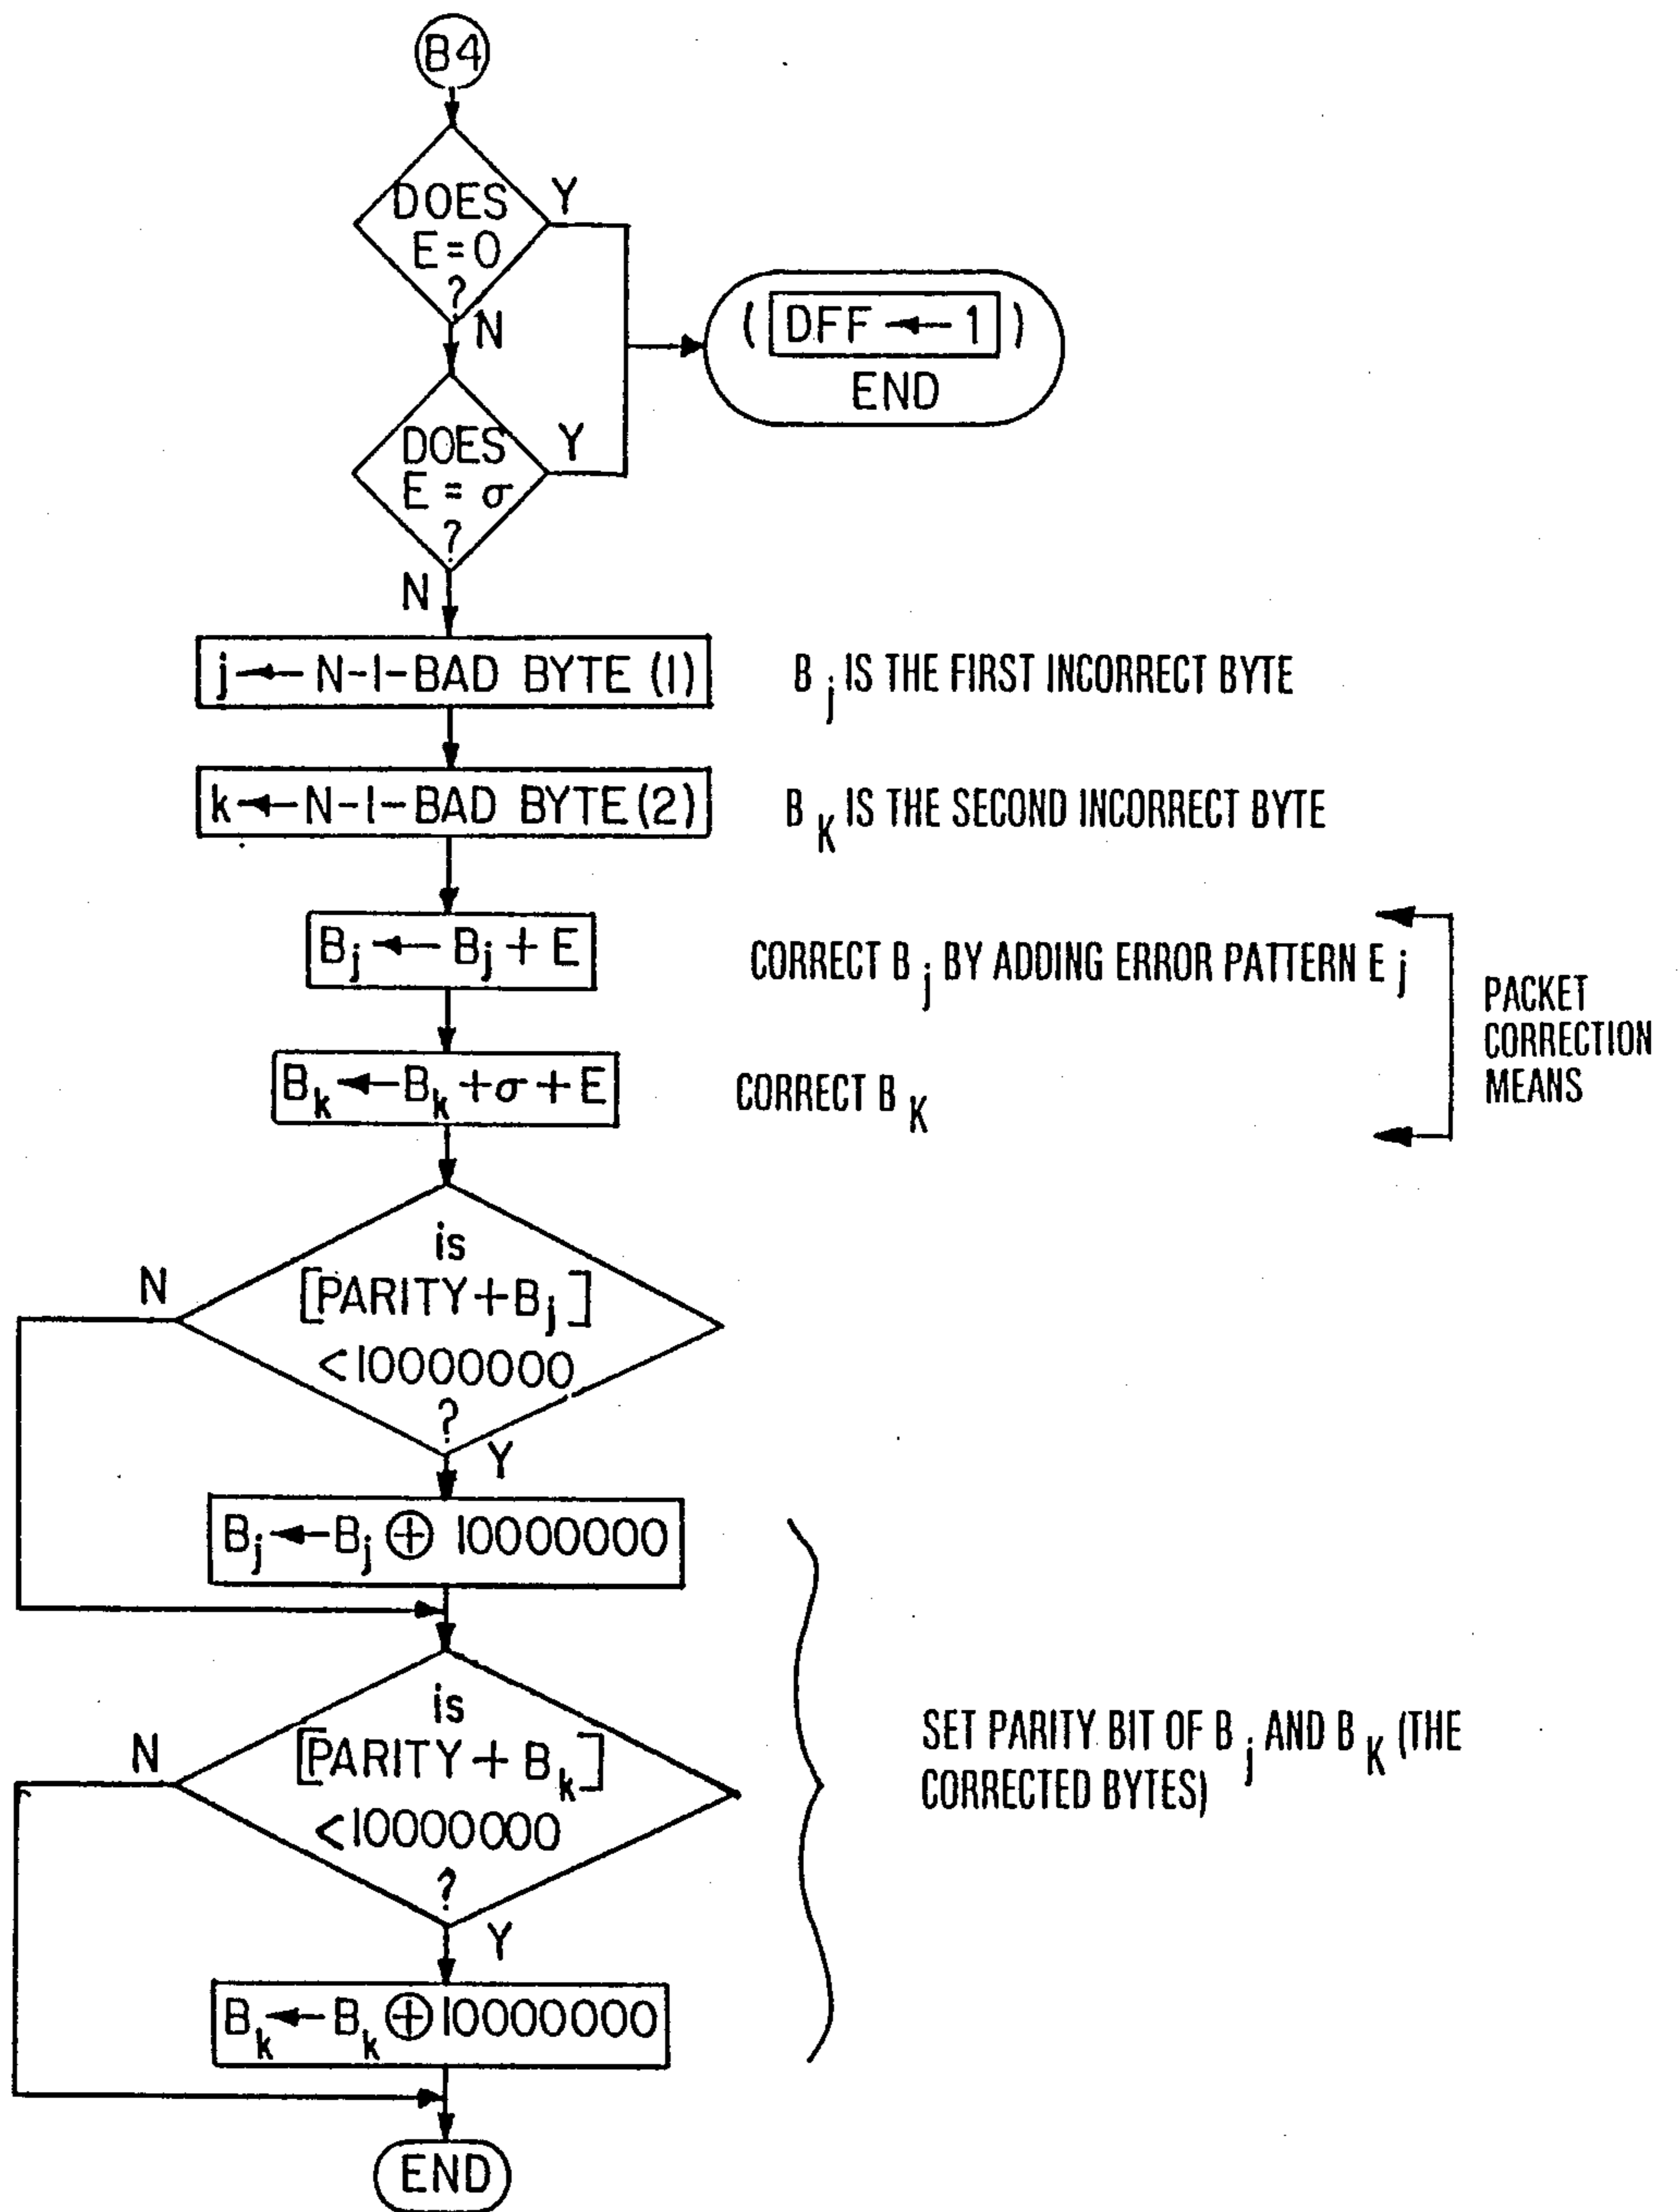 B4
DOES
E=0
?
Y
N
( DFF ← 1 )
END
DOES
E = σ
?
Y
N
j ← N-1-BAD BYTE (1)
B j IS THE FIRST INCORRECT BYTE
k ← N-1-BAD BYTE (2)
B K IS THE SECOND INCORRECT BYTE
Bj ← Bj + E
CORRECT B j BY ADDING ERROR PATTERN E j
PACKET
CORRECTION
MEANS
Bk ← Bk + σ + E
CORRECT B K
is
[PARITY + Bj]
< 10000000
?
N
Y
Bj ← Bj ⊕ 10000000
is
[PARITY + Bk]
< 10000000
?
N
Y
SET PARITY BIT OF B j AND B K (THE
CORRECTED BYTES)
Bk ← Bk ⊕ 10000000
END